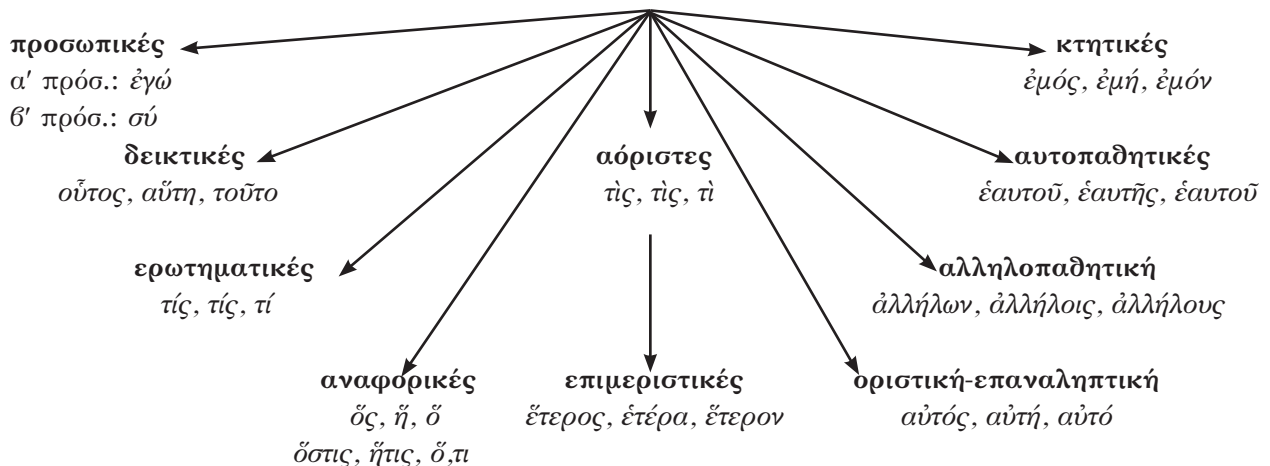 προσωπικές
α′ πρόσ.: ἐγώ
β′ πρόσ.: σύ
κτητικές
ἐμός, ἐμή, ἐμόν
δεικτικές
οὗτος, αὕτη, τοῦτο
αόριστες
τὶς, τὶς, τὶ
αυτοπαθητικές
ἑαυτοῦ, ἑαυτῆς, ἑαυτοῦ
ερωτηματικές
τίς, τίς, τί
αλληλοπαθητική
ἀλλήλων, ἀλλήλοις, ἀλλήλους
αναφορικές
ὅς, ἥ, ὅ
ὅστις, ἥτις, ὅ,τι
επιμεριστικές
ἕτερος, ἑτέρα, ἕτερον
οριστική-επαναληπτική
αὐτός, αὐτή, αὐτό